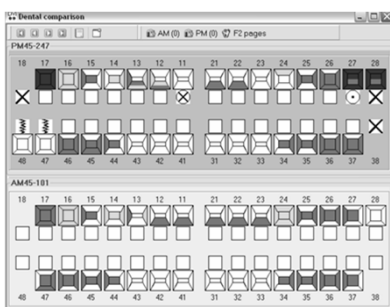 Dental comparison
AM (0) PM (0) F2 pages
PM45-247
18 17 16 15 14 13 12 11 21 22 23 24 25 26 27 28
48 47 46 45 44 43 42 41 31 32 33 34 35 36 37 38
AM45-181
18 17 16 15 14 13 12 11 21 22 23 24 25 26 27 28
48 47 46 45 44 43 42 41 31 32 33 34 35 36 37 38